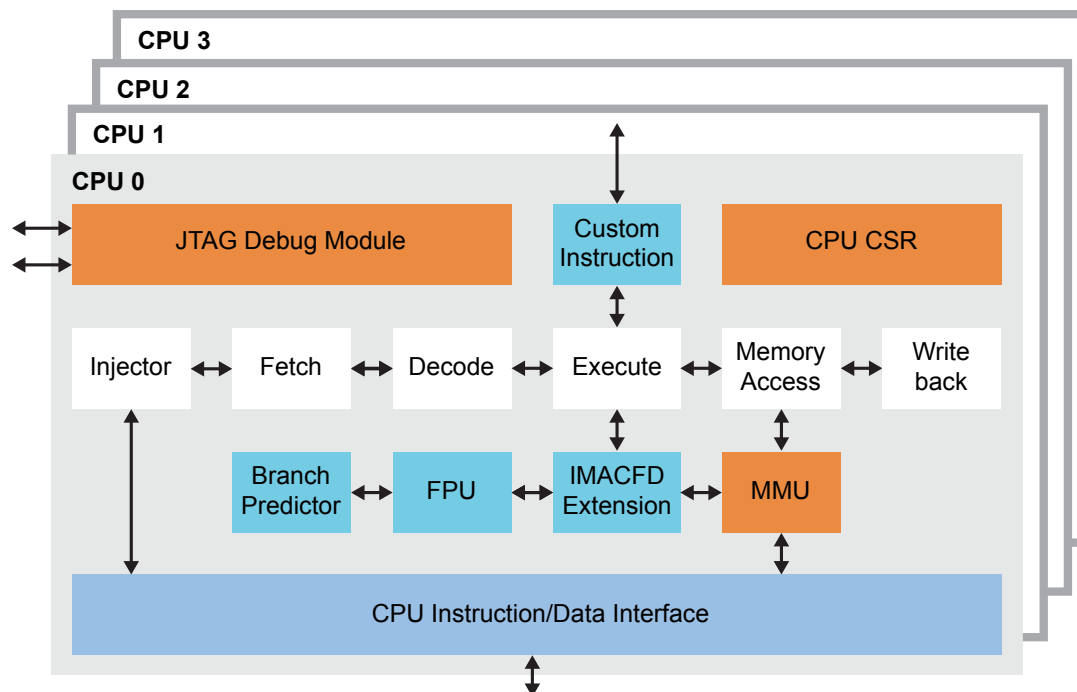 CPU 3
CPU 2
CPU 1
CPU 0
JTAG Debug Module
Custom
Instruction
CPU CSR
Injector
Fetch
Decode
Execute
Memory
Access
Write
back
Branch
Predictor
FPU
IMACFD
Extension
MMU
CPU Instruction/Data Interface